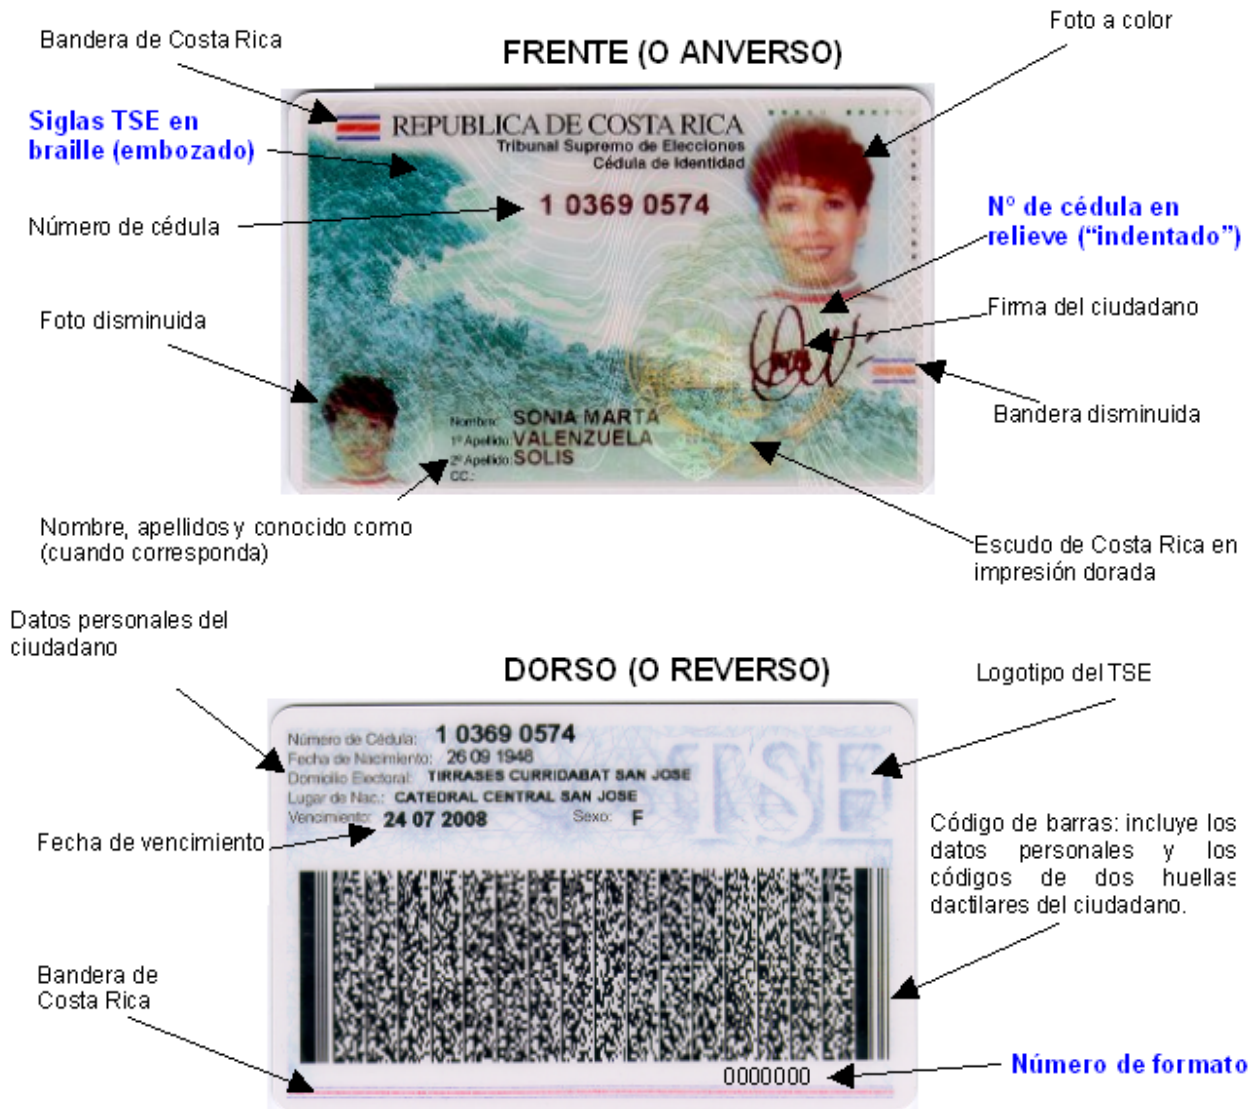 Foto a color
Bandera de Costa Rica
FRENTE (O ANVERSO)
Siglas TSE en
braille (embozado)
REPUBLICA DE COSTA RICA
Tribunal Supremo de Elecciones
Cédula de Identidad
1 0369 0574
Número de cédula
Nº de cédula en
relieve (“indentado”)
Foto disminuida
Firma del ciudadano
Bandera disminuida
Nombre: SONIA MARTA
1º Apellido: VALENZUELA
2º Apellido: SOLIS
CC.:
Nombre, apellidos y conocido como
(cuando corresponda)
Escudo de Costa Rica en
impresión dorada
Datos personales del
ciudadano
DORSO (O REVERSO)
Logotipo del TSE
Número de Cédula: 1 0369 0574
Fecha de Nacimiento: 26 09 1948
Domicilio Electoral: TIRRASES CURRIDABAT SAN JOSE
Lugar de Nac.: CATEDRAL CENTRAL SAN JOSE
Vencimiento: 24 07 2008 Sexo: F
TSE
Fecha de vencimiento
Código de barras: incluye los
datos personales y los
códigos de dos huellas
dactilares del ciudadano.
Bandera de
Costa Rica
0000000
Número de formato